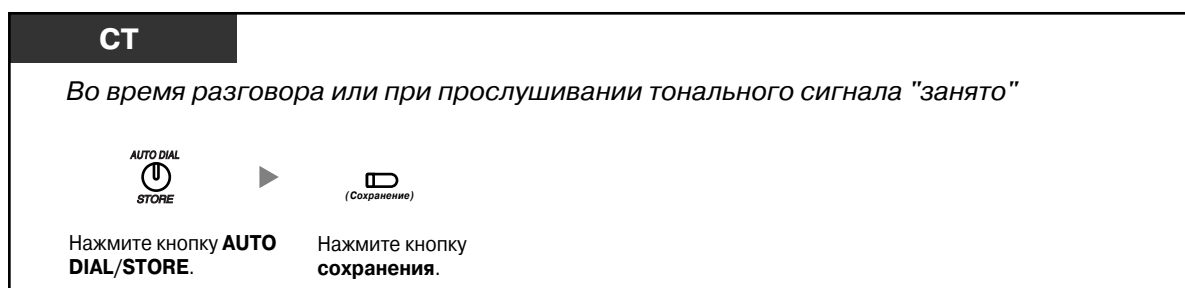 СТ
Во время разговора или при прослушивании тонального сигнала "занято"
AUTO DIAL
STORE
(Сохранение)
Нажмите кнопку AUTO
DIAL/STORE.
Нажмите кнопку
сохранения.